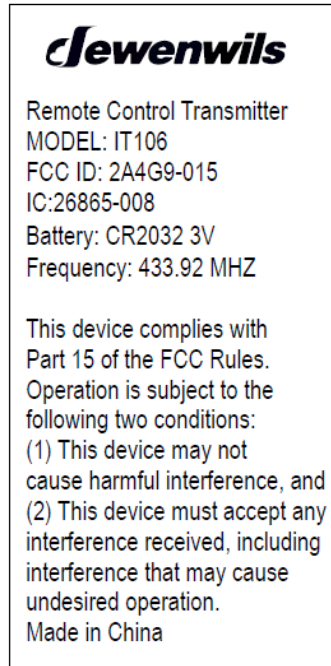 dewenwils
Remote Control Transmitter
MODEL: IT106
FCC ID: 2A4G9-015
IC:26865-008
Battery: CR2032 3V
Frequency: 433.92 MHZ
This device complies with
Part 15 of the FCC Rules.
Operation is subject to the
following two conditions:
(1) This device may not
cause harmful interference, and
(2) This device must accept any
interference received, including
interference that may cause
undesired operation.
Made in China